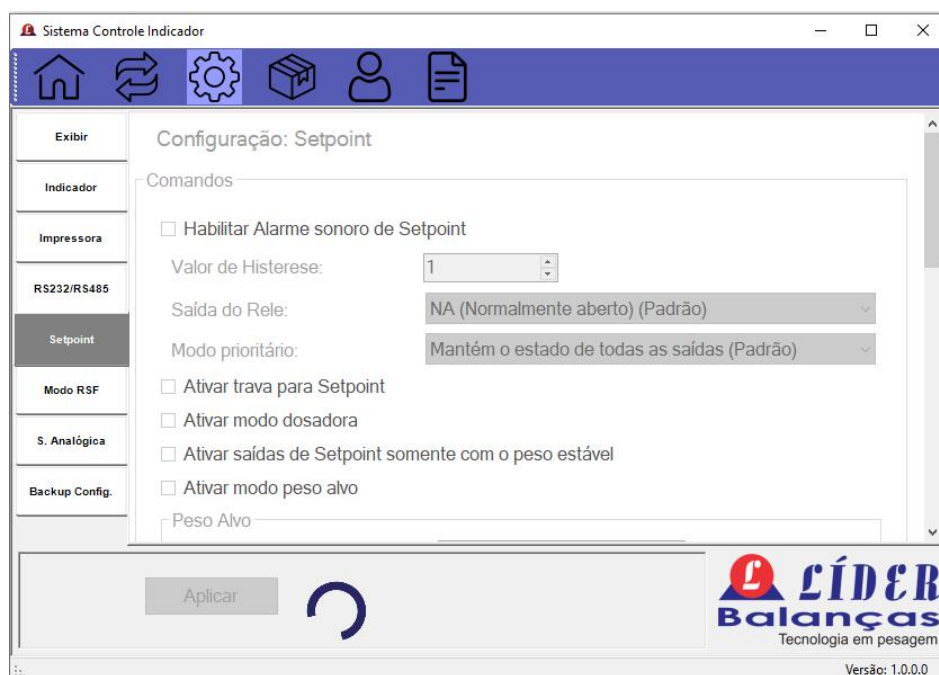 Sistema Controle Indicador
Exibir
Indicador
Impressora
RS232/RS485
Setpoint
Modo RSF
S. Analógica
Backup Config.
Configuração: Setpoint
Comandos
Habilitar Alarme sonoro de Setpoint
Valor de Histerese: 1
Saída do Rele: NA (Normalmente aberto) (Padrão)
Modo prioritário: Mantém o estado de todas as saídas (Padrão)
Ativar trava para Setpoint
Ativar modo dosadora
Ativar saídas de Setpoint somente com o peso estável
Ativar modo peso alvo
Peso Alvo
Aplicar
L LÍDER
Balanças
Tecnologia em pesagem
Versão: 1.0.0.0